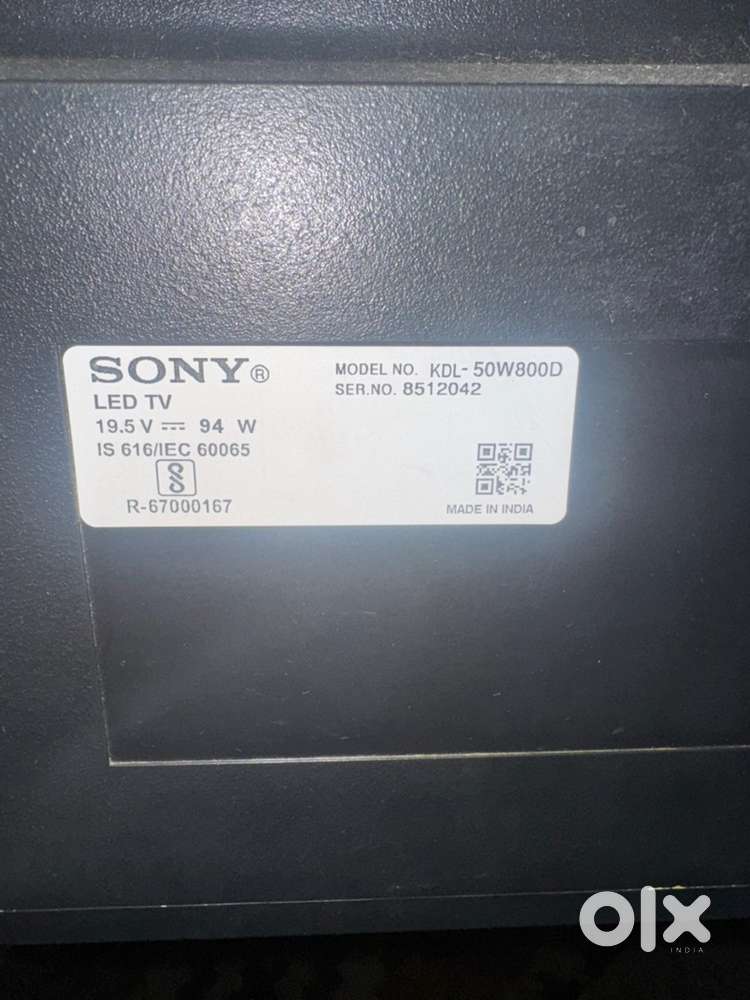 SONY®
LED TV
19.5 V ⎓ 94 W
IS 616/IEC 60065
R-67000167
MODEL NO. KDL-50W800D
SER.NO. 8512042
MADE IN INDIA
olx
INDIA